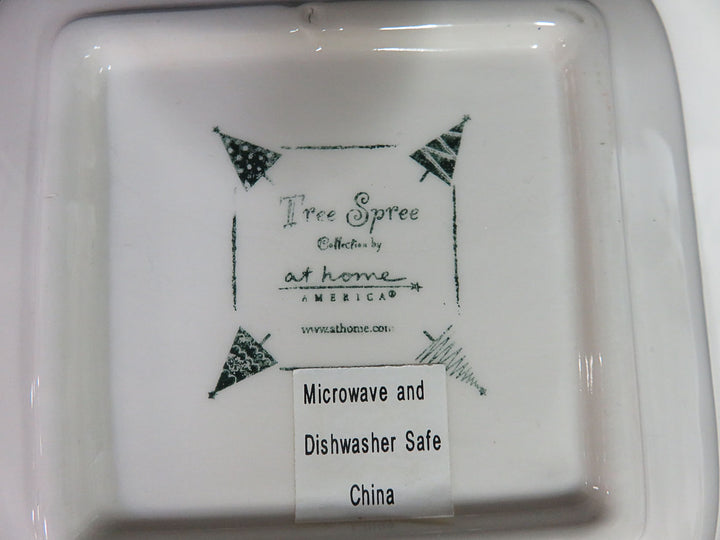 Tree Spree
Collection by
at home
AMERICA®
www.athome.com
Microwave and
Dishwasher Safe
China